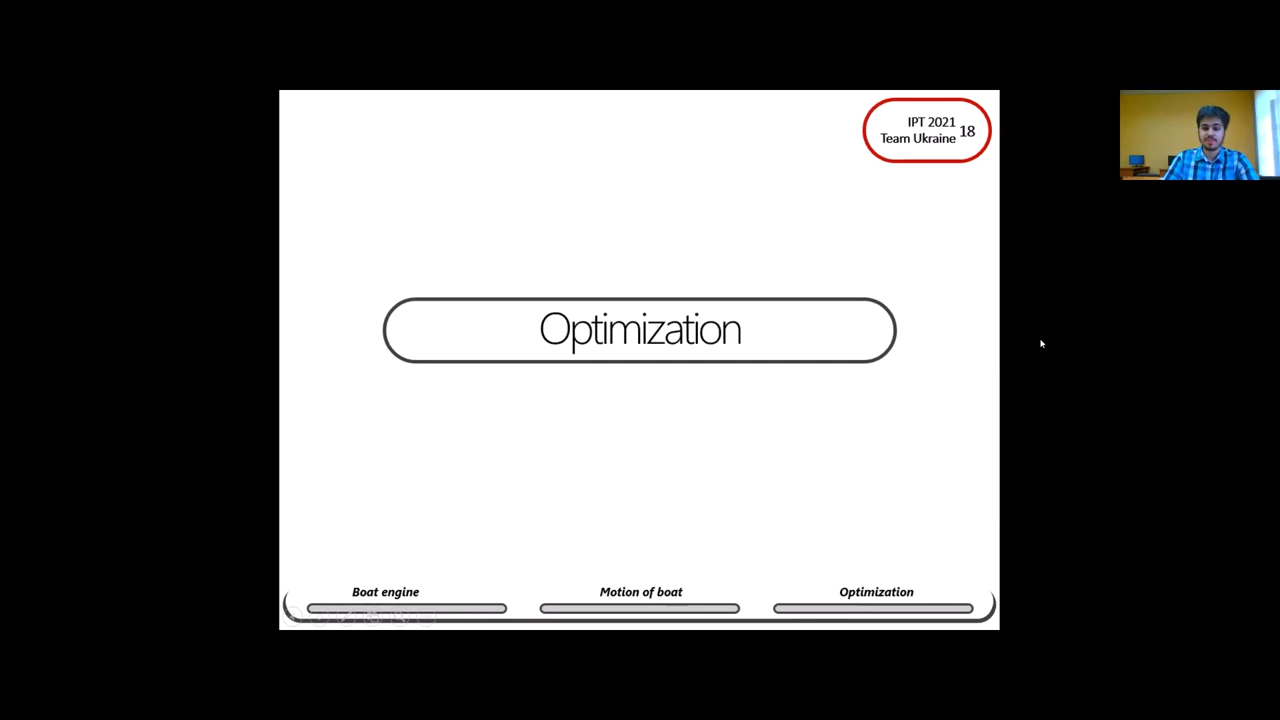 IPT 2021
Team Ukraine 18
Optimization
Boat engine
Motion of boat
Optimization